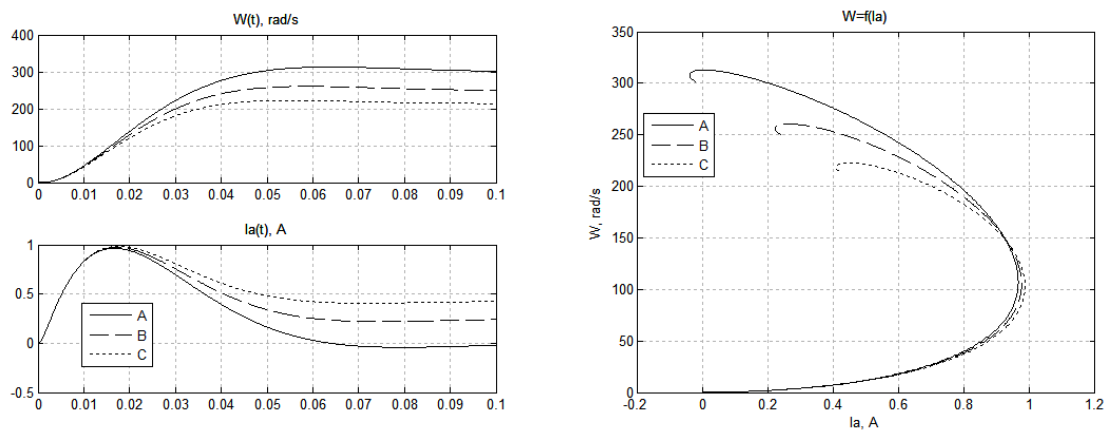 W(t), rad/s
400
300
200
100
0
0 0.01 0.02 0.03 0.04 0.05 0.06 0.07 0.08 0.09 0.1
Ia(t), A
1
0.5
0
-0.5
A
B
C
0 0.01 0.02 0.03 0.04 0.05 0.06 0.07 0.08 0.09 0.1
W=f(Ia)
W, rad/s
350
300
250
200
150
100
50
0
A
B
C
-0.2 0 0.2 0.4 0.6 0.8 1 1.2
Ia, A